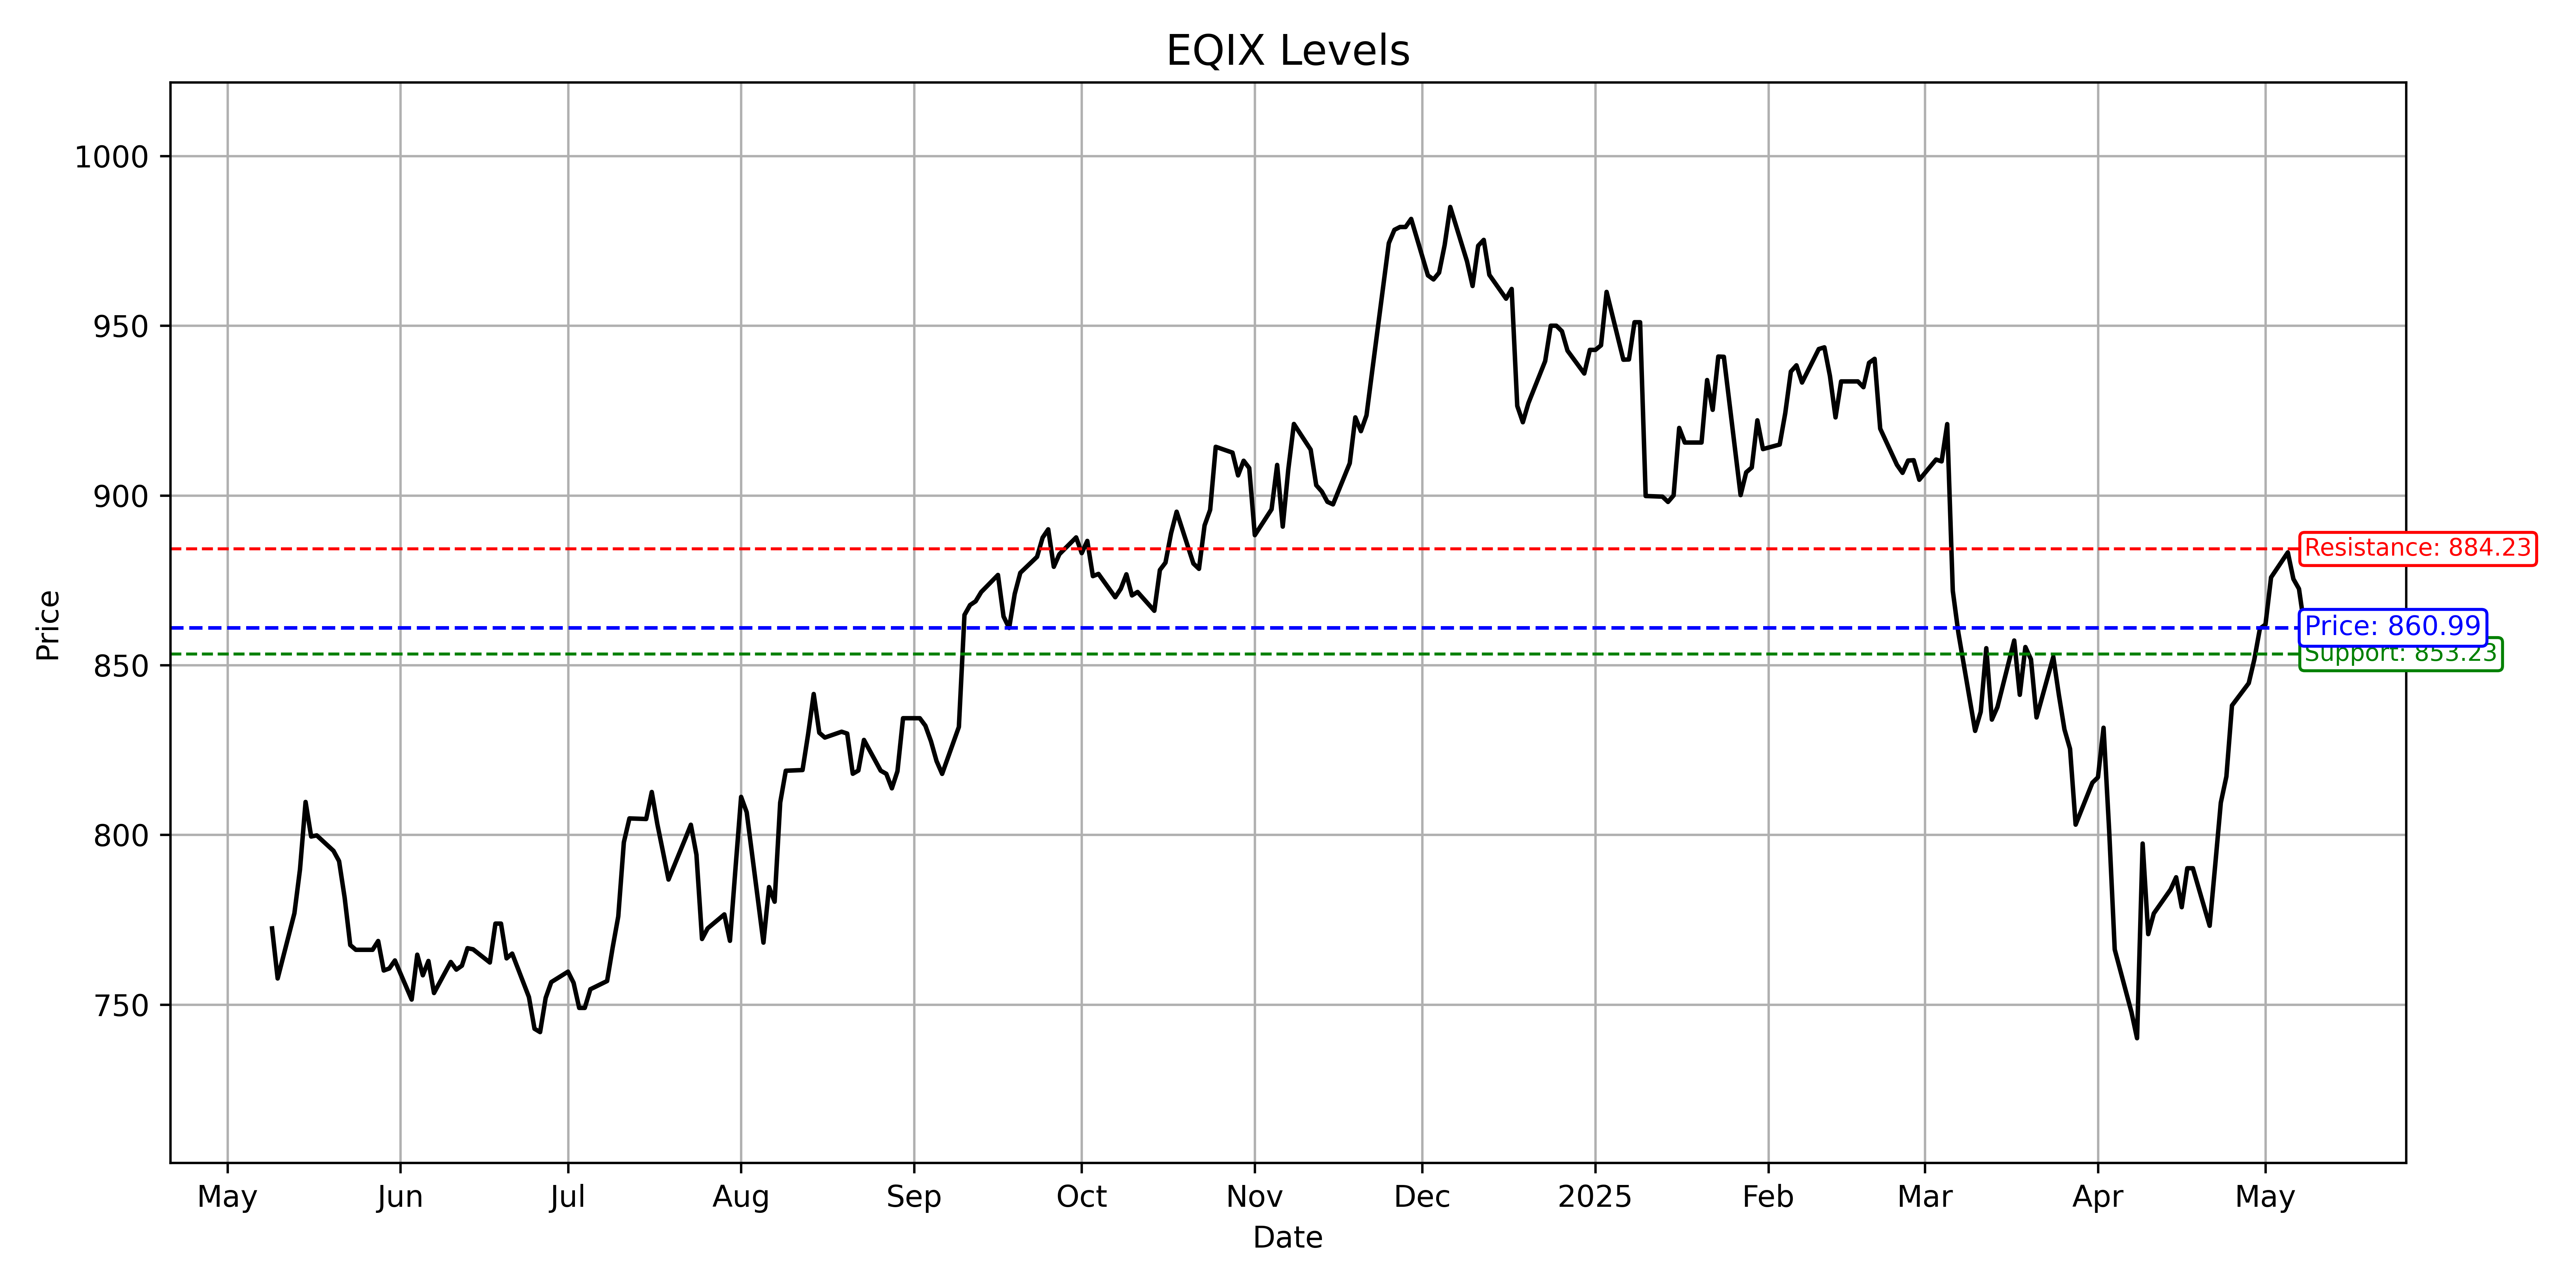 EQIX Levels
Price
1000
950
900
850
800
750
Resistance: 884.23
Price: 860.99
Support: 853.23
May
Jun
Jul
Aug
Sep
Oct
Nov
Dec
2025
Feb
Mar
Apr
May
Date